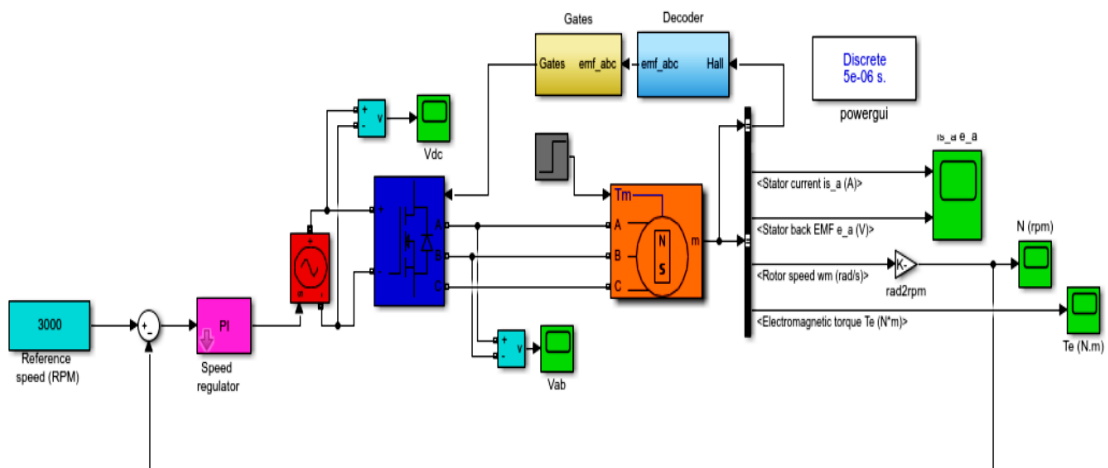 Gates
Decoder
Gates emf_abc
emf_abc Hall
Discrete
5e-06 s.
powergui
+
-
v
Vdc
is_a e_a
Tm
<Stator current is_a (A)>
+
-
A
B
C
A
B
C
N
S
m
<Stator back EMF e_a (V)>
N (rpm)
+
<Rotor speed wm (rad/s)>
K-
rad2rpm
3000
+
-
PI
<Electromagnetic torque Te (N*m)>
Te (N.m)
Reference
speed (RPM)
Speed
regulator
+
-
v
Vab